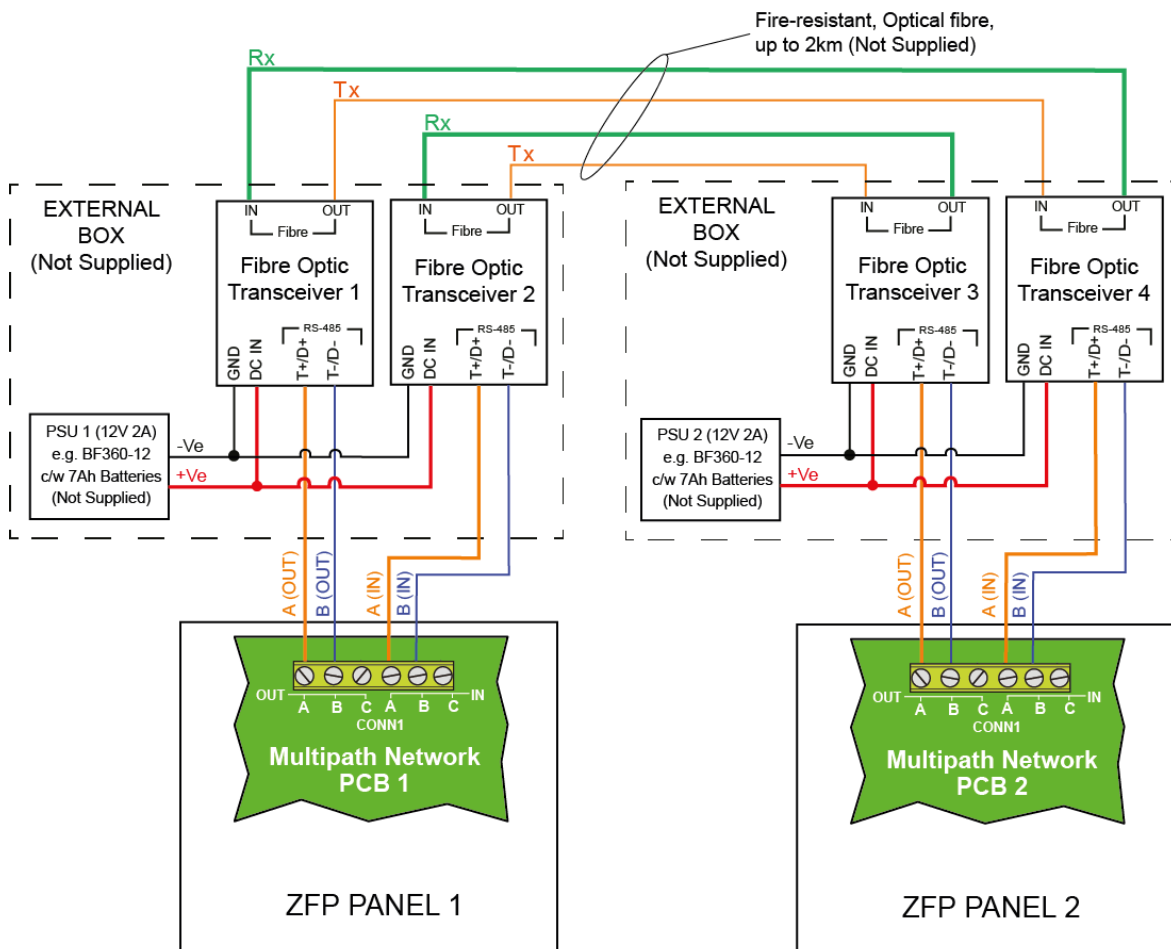 Fire-resistant, Optical fibre,
up to 2km (Not Supplied)
Rx
Tx
Rx
Tx
EXTERNAL
BOX
(Not Supplied)
IN
OUT
Fibre
Fibre Optic
Transceiver 1
RS-485
GND
DC IN
T+/D+
T-/D-
IN
OUT
Fibre
Fibre Optic
Transceiver 2
RS-485
GND
DC IN
T+/D+
T-/D-
PSU 1 (12V 2A)
e.g. BF360-12
c/w 7Ah Batteries
(Not Supplied)
-Ve
+Ve
EXTERNAL
BOX
(Not Supplied)
IN
OUT
Fibre
Fibre Optic
Transceiver 3
RS-485
GND
DC IN
T+/D+
T-/D-
IN
OUT
Fibre
Fibre Optic
Transceiver 4
RS-485
GND
DC IN
T+/D+
T-/D-
PSU 2 (12V 2A)
e.g. BF360-12
c/w 7Ah Batteries
(Not Supplied)
-Ve
+Ve
A (OUT)
B (OUT)
A (IN)
B (IN)
OUT
A B C A B C
IN
CONN1
Multipath Network
PCB 1
ZFP PANEL 1
A (OUT)
B (OUT)
A (IN)
B (IN)
OUT
A B C A B C
IN
CONN1
Multipath Network
PCB 2
ZFP PANEL 2